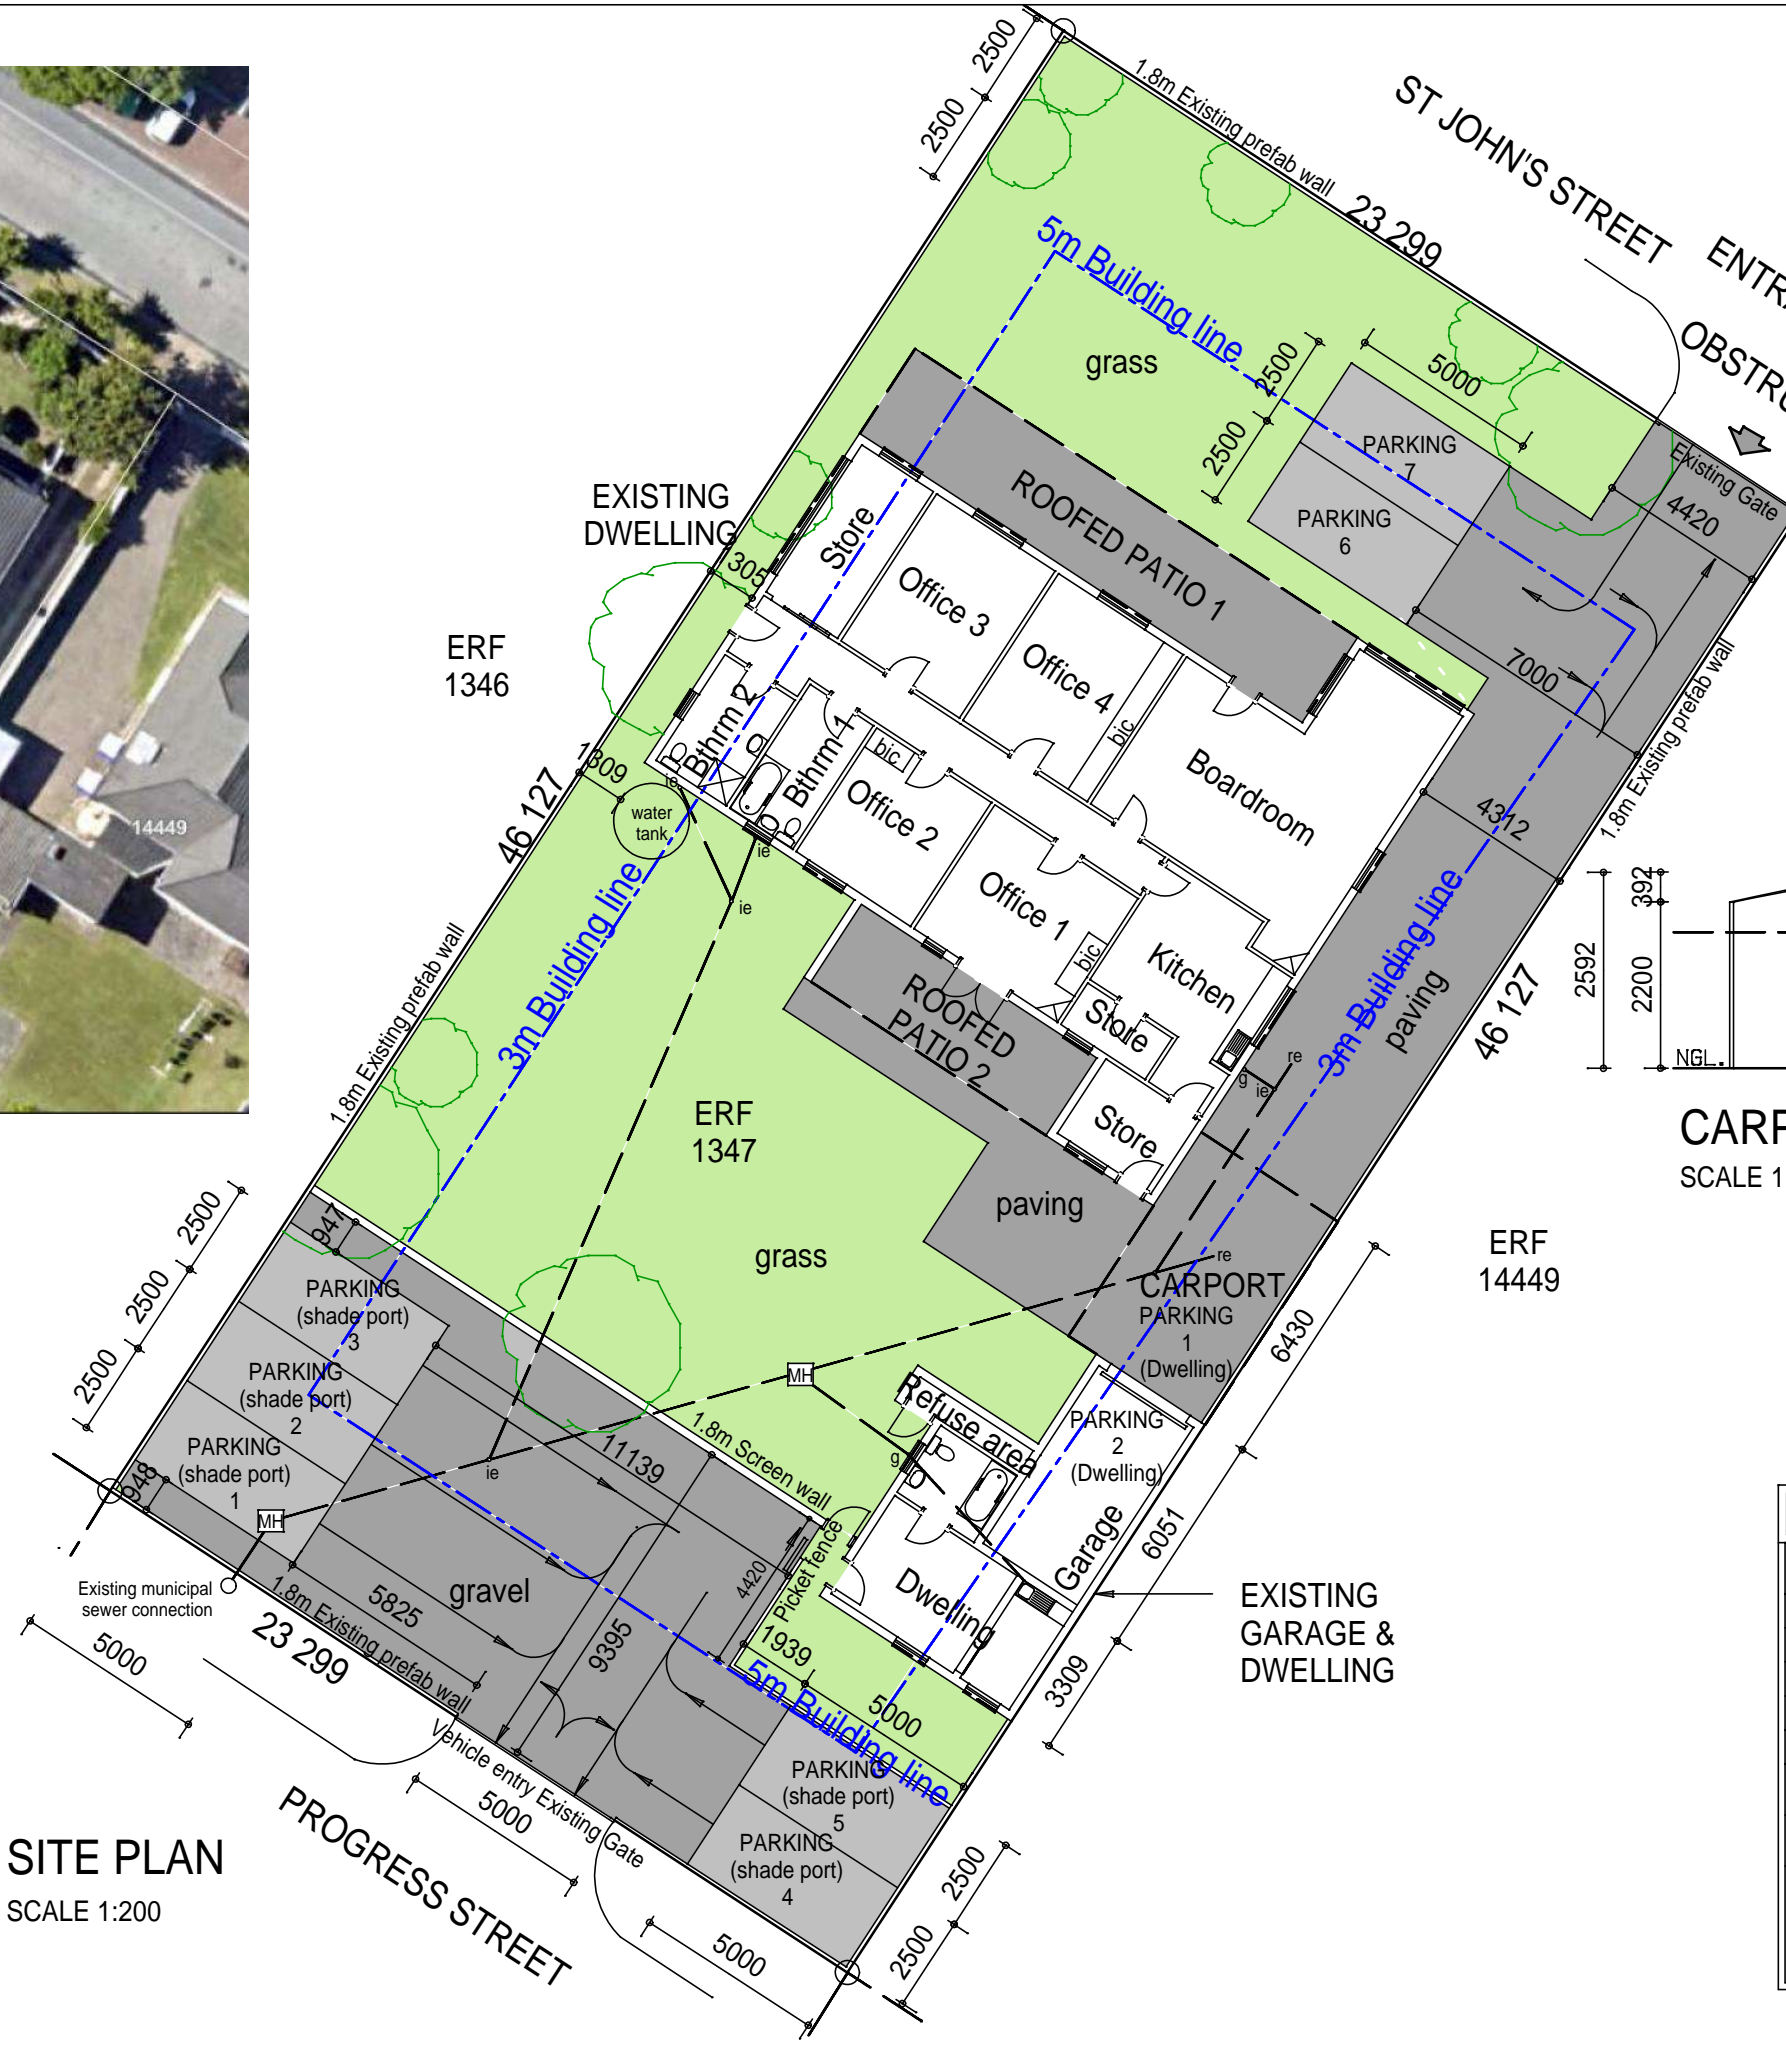 2500
2500
1.8m Existing prefab wall
23 299
ST JOHN'S STREET
5m Building line
grass
2500
2500
5000
PARKING
7
PARKING
6
Existing Gate
4420
7000
1.8m Existing prefab wall
EXISTING
DWELLING
305
ERF
1346
Store
Office 3
ROOFED PATIO 1
Office 4
bic
Boardroom
Bthrm 2
Bthrm 1
bic
Office 2
Office 1
bic
Kitchen
Store
Store
ROOFED
PATIO 2
4312
3m Building line
paving
46 127
1309
water
tank
ie
ie
ie
46 127
3m Building line
1.8m Existing prefab wall
14449
re
g
ie
392
2592
2200
NGL.
SCALE 1
ERF
1347
paving
grass
ERF
14449
re
CARPORT
PARKING
1
(Dwelling)
6430
2500
2500
2500
947
PARKING
(shade port)
3
PARKING
(shade port)
2
PARKING
(shade port)
1
948
MH
MH
ie
11139
1.8m Screen wall
Refuse area
g
PARKING
2
(Dwelling)
Garage
6051
Dwelling
Picket fence
4420
gravel
5825
9395
1939
5000
3309
EXISTING
GARAGE &
DWELLING
Existing municipal
sewer connection
1.8m Existing prefab wall
23 299
5000
Vehicle entry Existing Gate
5000
5m Building line
PARKING
(shade port)
5
PARKING
(shade port)
4
2500
2500
5000
PROGRESS STREET
SITE PLAN
SCALE 1:200